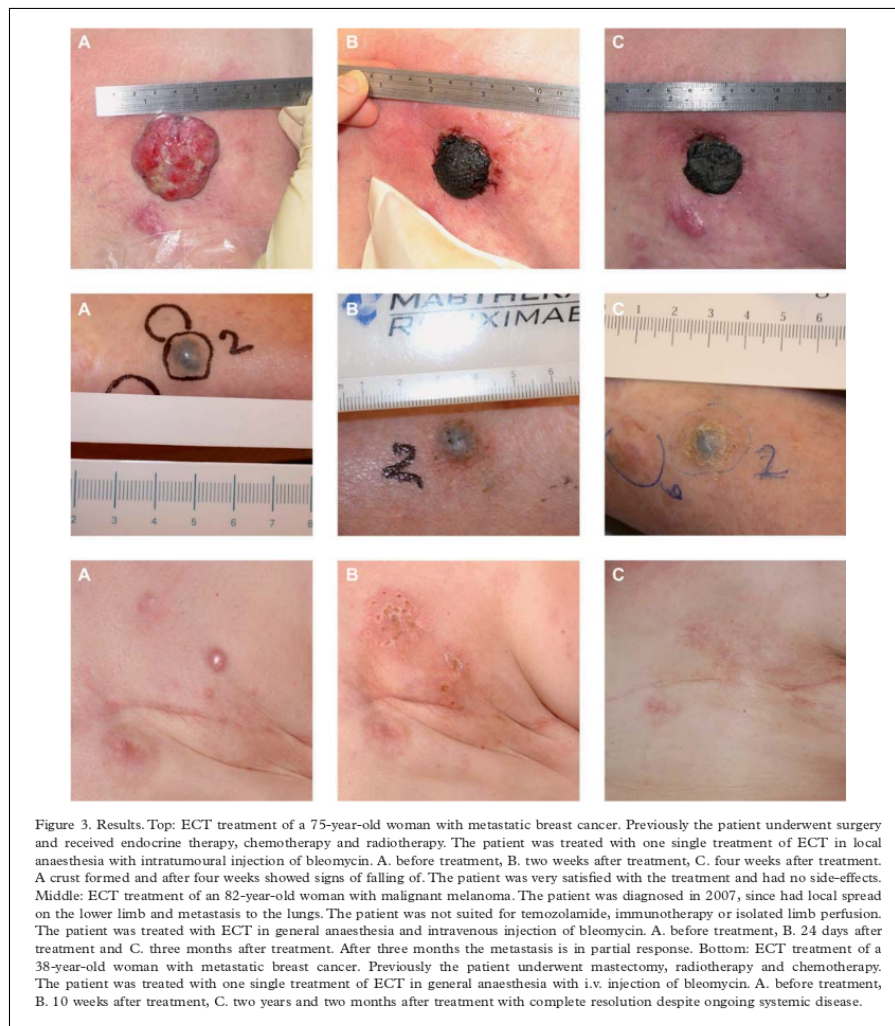 A
B
C
A
2
B
MABTHERA
2
C
2
A
B
C
Figure 3. Results. Top: ECT treatment of a 75-year-old woman with metastatic breast cancer. Previously the patient underwent surgery
and received endocrine therapy, chemotherapy and radiotherapy. The patient was treated with one single treatment of ECT in local
anaesthesia with intratumoural injection of bleomycin. A. before treatment, B. two weeks after treatment, C. four weeks after treatment.
A crust formed and after four weeks showed signs of falling of. The patient was very satisfied with the treatment and had no side-effects.
Middle: ECT treatment of an 82-year-old woman with malignant melanoma. The patient was diagnosed in 2007, since had local spread
on the lower limb and metastasis to the lungs. The patient was not suited for temozolamide, immunotherapy or isolated limb perfusion.
The patient was treated with ECT in general anaesthesia and intravenous injection of bleomycin. A. before treatment, B. 24 days after
treatment and C. three months after treatment. After three months the metastasis is in partial response. Bottom: ECT treatment of a
38-year-old woman with metastatic breast cancer. Previously the patient underwent mastectomy, radiotherapy and chemotherapy.
The patient was treated with one single treatment of ECT in general anaesthesia with i.v. injection of bleomycin. A. before treatment,
B. 10 weeks after treatment, C. two years and two months after treatment with complete resolution despite ongoing systemic disease.